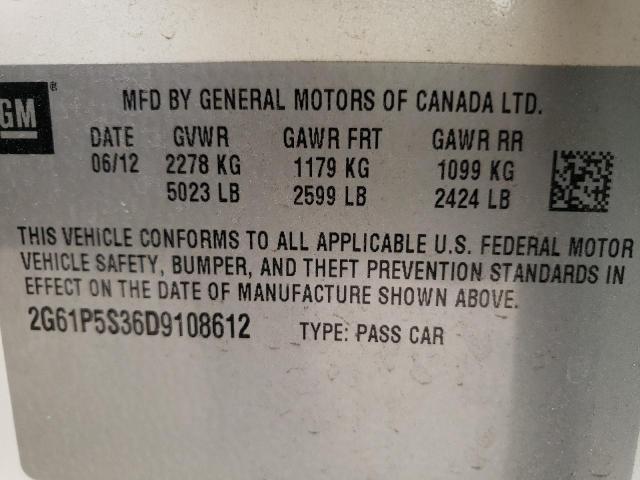 GM ®
MFD BY GENERAL MOTORS OF CANADA LTD.
DATE GVWR GAWR FRT GAWR RR
06/12 2278 KG 1179 KG 1099 KG
5023 LB 2599 LB 2424 LB
THIS VEHICLE CONFORMS TO ALL APPLICABLE U.S. FEDERAL MOTOR
VEHICLE SAFETY, BUMPER, AND THEFT PREVENTION STANDARDS IN
EFFECT ON THE DATE OF MANUFACTURE SHOWN ABOVE.
2G61P5S36D9108612 TYPE: PASS CAR